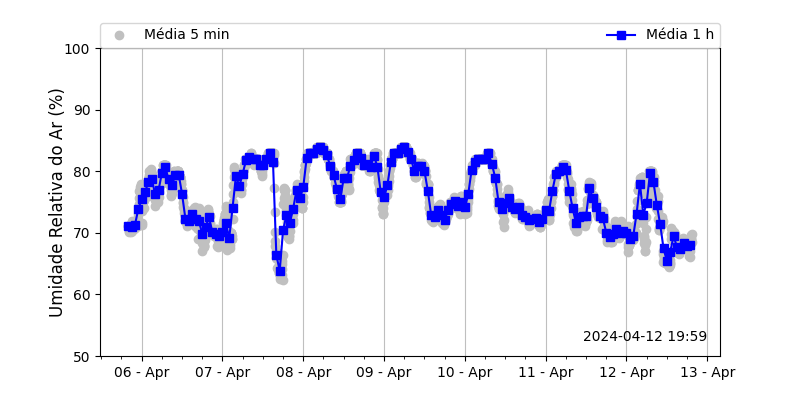 Média 5 min
Média 1 h
Umidade Relativa do Ar (%)
100
90
80
70
60
50
2024-04-12 19:59
06 - Apr
07 - Apr
08 - Apr
09 - Apr
10 - Apr
11 - Apr
12 - Apr
13 - Apr